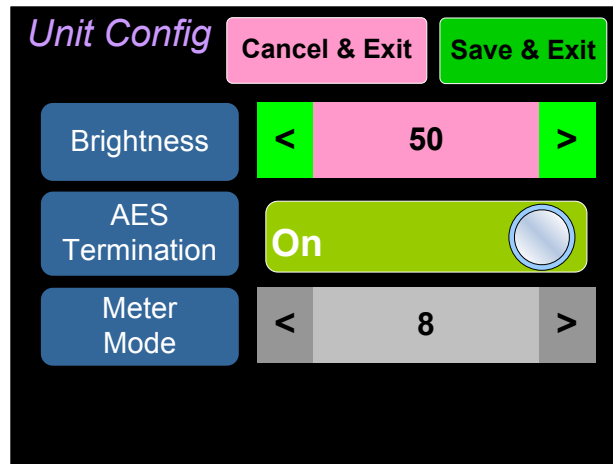 Unit Config
Cancel & Exit
Save & Exit
Brightness
< 50 >
AES
Termination
On
Meter
Mode
< 8 >